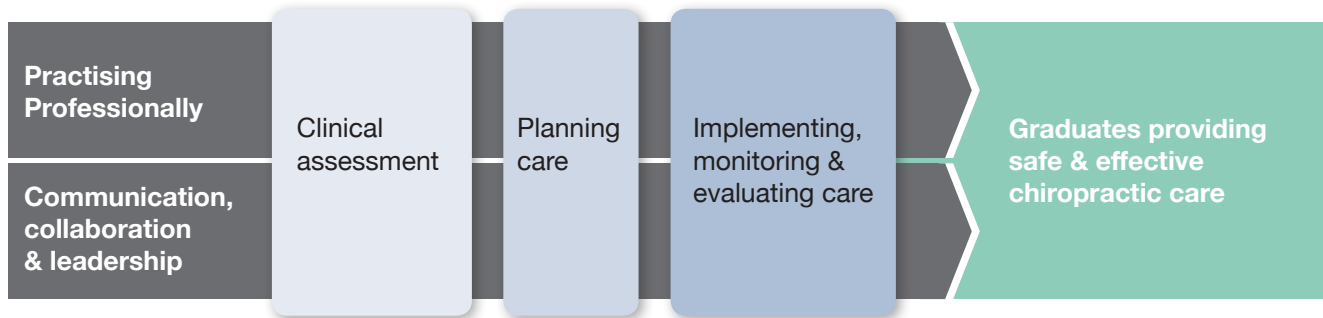 Practising
Professionally
Communication,
collaboration
& leadership
Clinical
assessment
Planning
care
Implementing,
monitoring &
evaluating care
Graduates providing
safe & effective
chiropractic care